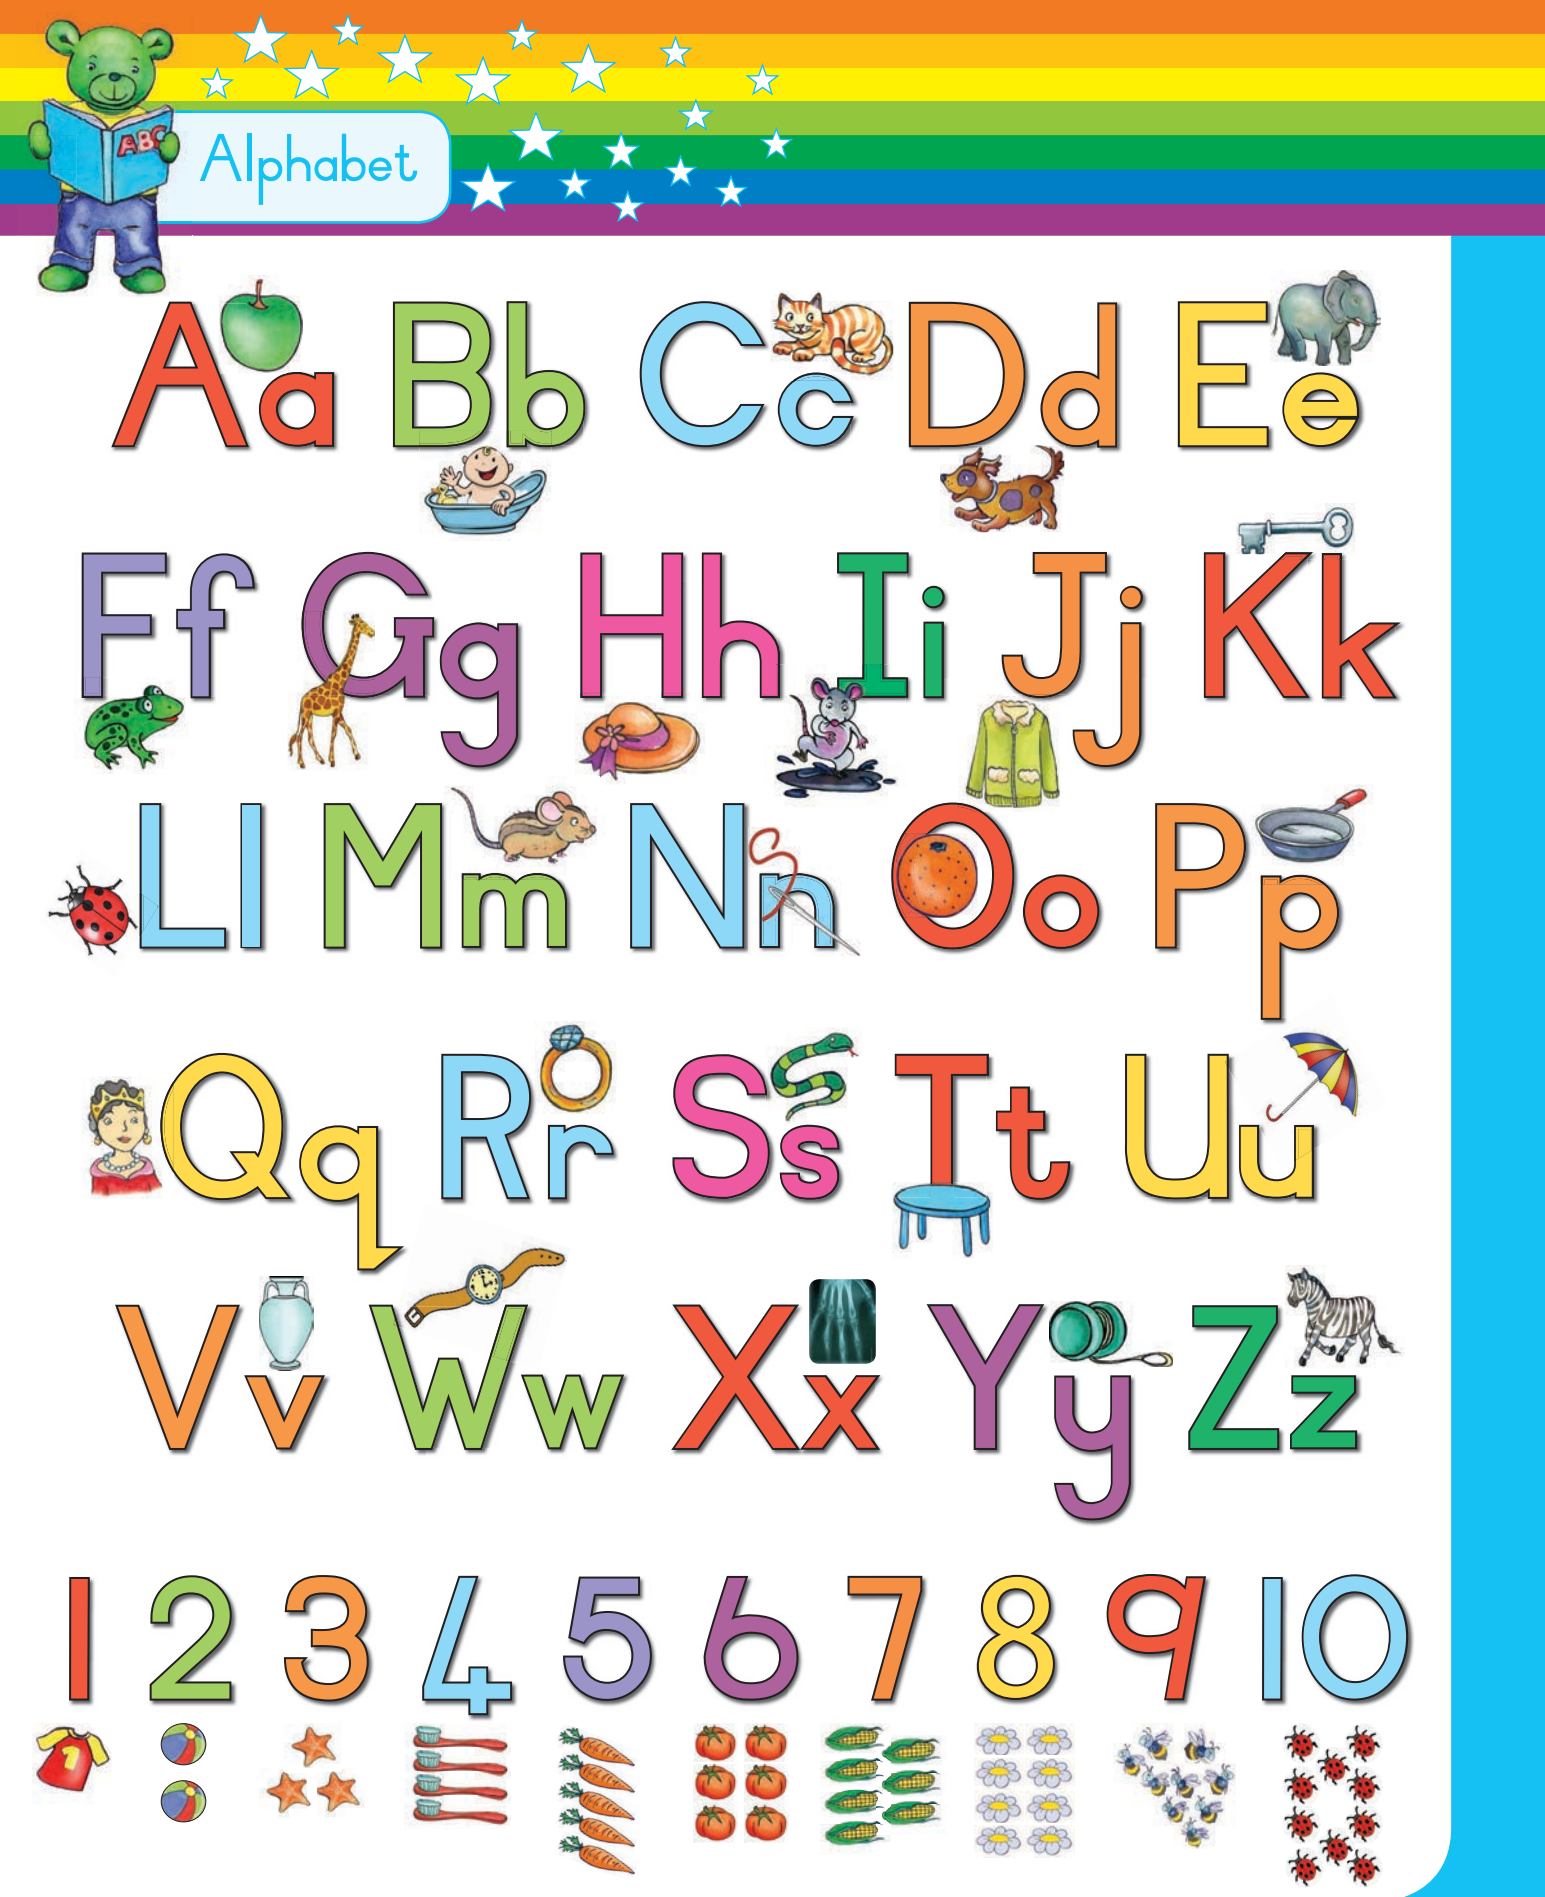 ABC
Alphabet
Aa Bb Cc Dd Ee
Ff Gg Hh Ii Jj Kk
Ll Mm Nn Oo Pp
Qq Rr Ss Tt Uu
Vv Ww Xx Yy Zz
1 2 3 4 5 6 7 8 9 10
1